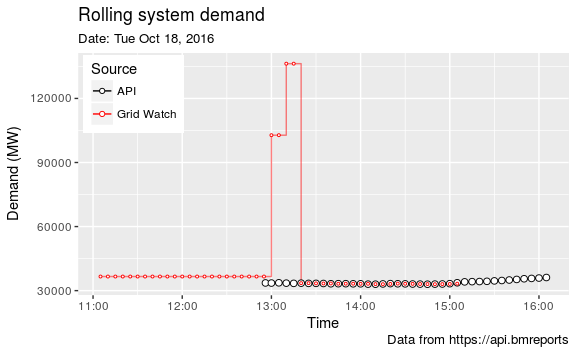 Rolling system demand
Date: Tue Oct 18, 2016
Source
API
Grid Watch
Demand (MW)
120000
90000
60000
30000
11:00 12:00 13:00 14:00 15:00 16:00
Time
Data from https://api.bmreports